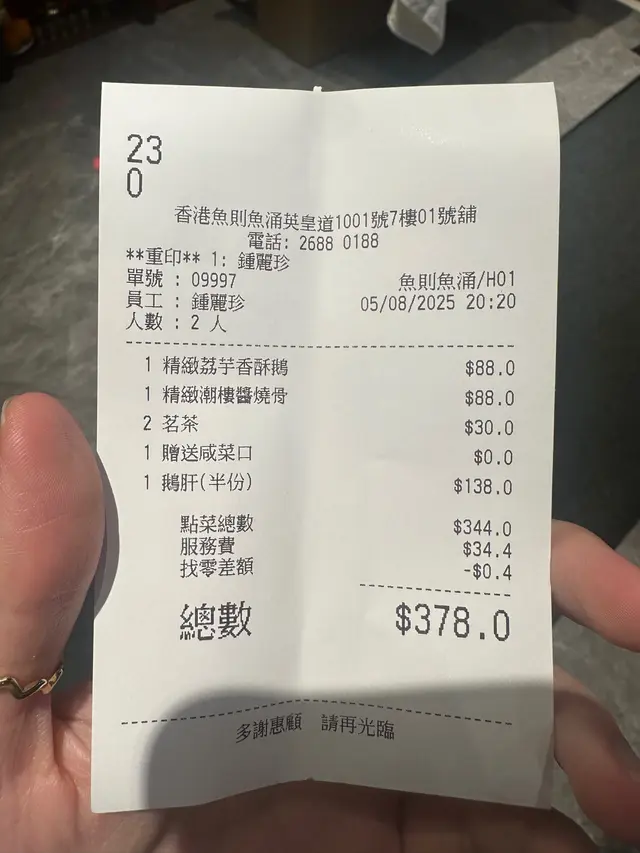 23
0
香港魚則魚涌英皇道1001號7樓01號舖
電話: 2688 0188
**重印** 1: 鍾麗珍
單號 : 09997 魚則魚涌/H01
員工 : 鍾麗珍 05/08/2025 20:20
人數 : 2 人
1 精緻荔芋香酥鵝 $88.0
1 精緻潮樓醬燒骨 $88.0
2 茗茶 $30.0
1 贈送咸菜口 $0.0
1 鵝肝(半份) $138.0
點菜總數 $344.0
服務費 $34.4
找零差額 -$0.4
總數 $378.0
多謝惠顧 請再光臨